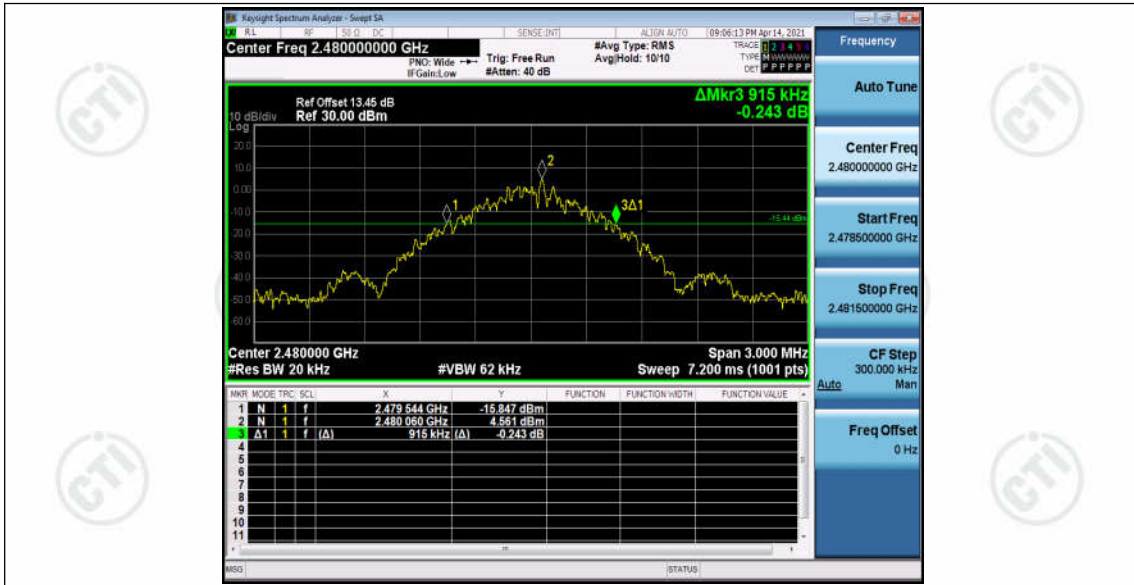 Keysight Spectrum Analyzer - Swept SA
RL RF 50 Ω DC SENSE:INT ALIGN AUTO 09:06:13 PM Apr 14, 2021
Center Freq 2.480000000 GHz #Avg Type: RMS TRACE 1 2 3 4 5 6
PNO: Wide Trig: Free Run Avg|Hold: 10/10 TYPE M WWWWW
IFGain:Low #Atten: 40 dB DET P P P P P P
Frequency
Auto Tune
ΔMkr3 915 kHz
-0.243 dB
Ref Offset 13.45 dB
10 dB/div Ref 30.00 dBm
Log
20.0
10.0
0.00
-10.0
-20.0
-30.0
-40.0
-50.0
-60.0
1
2
3Δ1
-15.44 dBm
Center 2.480000 GHz Span 3.000 MHz
#Res BW 20 kHz #VBW 62 kHz Sweep 7.200 ms (1001 pts)
Center Freq
2.480000000 GHz
Start Freq
2.478500000 GHz
Stop Freq
2.481500000 GHz
CF Step
300.000 kHz
Auto Man
Freq Offset
0 Hz
MKR MODE TRC SCL X Y FUNCTION FUNCTION WIDTH FUNCTION VALUE
1 N 1 f 2.479 544 GHz -15.847 dBm
2 N 1 f 2.480 060 GHz 4.561 dBm
3 Δ1 1 f (Δ) 915 kHz (Δ) -0.243 dB
4
5
6
7
8
9
10
11
MSG STATUS
CTI
CTI
CTI
CTI